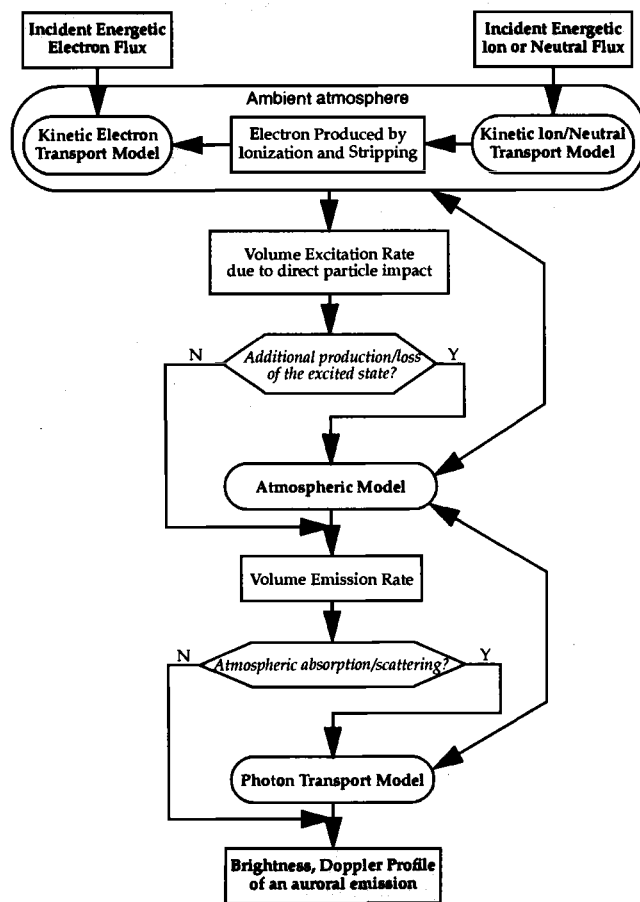 Incident Energetic
Electron Flux
Incident Energetic
Ion or Neutral Flux
Ambient atmosphere
Kinetic Electron
Transport Model
Electron Produced by
Ionization and Stripping
Kinetic Ion/Neutral
Transport Model
Volume Excitation Rate
due to direct particle impact
N
Additional production/loss
of the excited state?
Y
Atmospheric Model
Volume Emission Rate
N
Atmospheric absorption/scattering?
Y
Photon Transport Model
Brightness, Doppler Profile
of an auroral emission